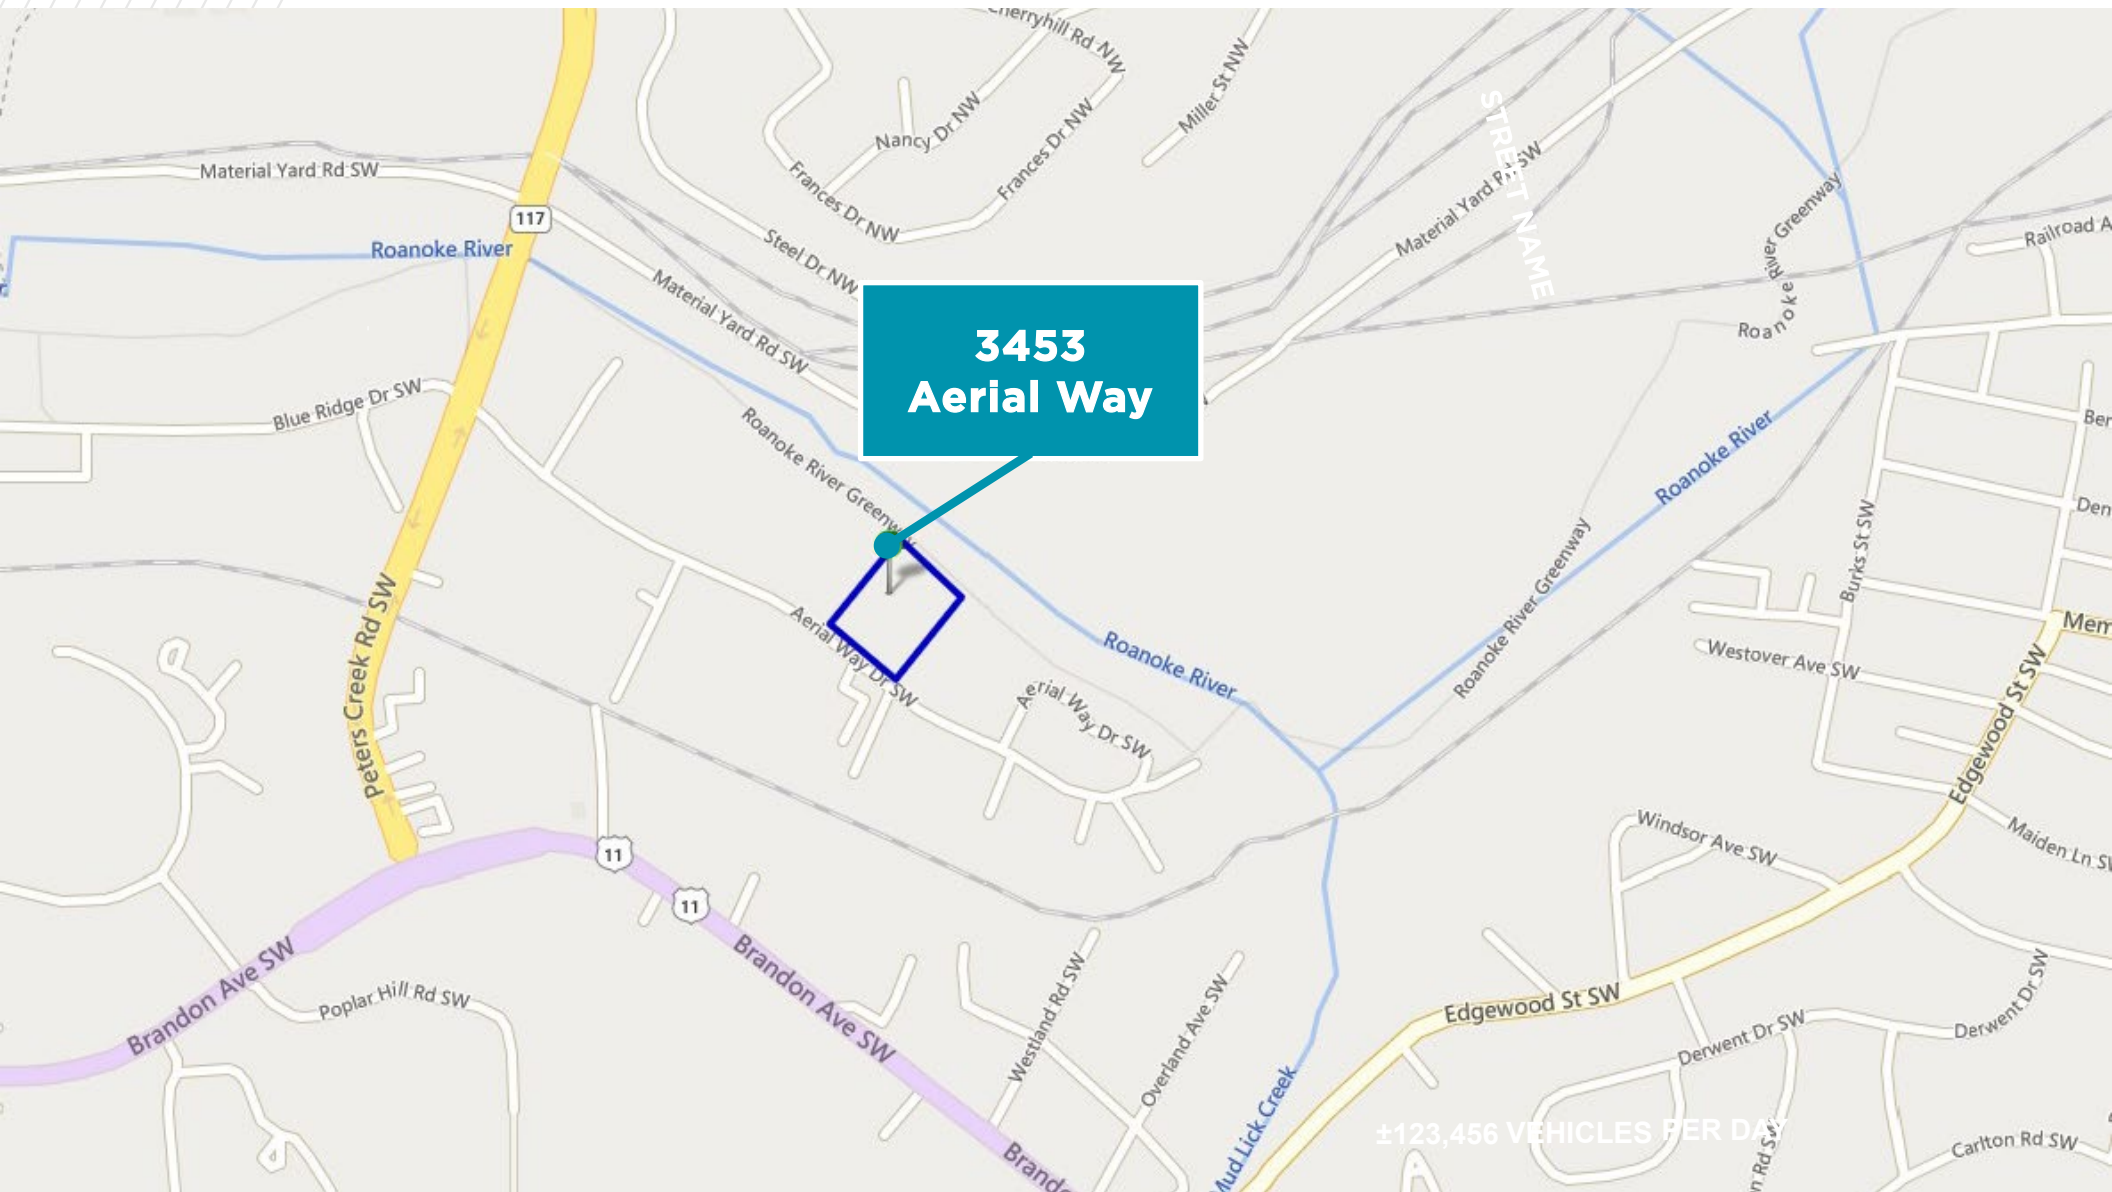 Cherryhill Rd NW
Miller St NW
Nancy Dr NW
Frances Dr NW
Frances Dr NW
STREET NAME
Material Yard Rd SW
Material Yard Rd SW
117
Roanoke River
Steel Dr NW
Material Yard Rd SW
Roanoke River Greenway
Roanoke
Railroad A
3453
Aerial Way
Blue Ridge Dr SW
Roanoke River Greenway
Roanoke River
Ber
Den
Burks St SW
Peters Creek Rd SW
Aerial Way Dr SW
Roanoke River
Roanoke River Greenway
Mem
Westover Ave SW
Aerial Way Dr SW
Edgewood St SW
11
11
Windsor Ave SW
Maiden Ln SW
Brandon Ave SW
Poplar Hill Rd SW
Brandon Ave SW
Westland Rd SW
Overland Ave SW
Edgewood St SW
Derwent Dr SW
Derwent Dr SW
Mud Lick Creek
±123,456 VEHICLES PER DAY
n Rd SW
Carlton Rd SW
Brando